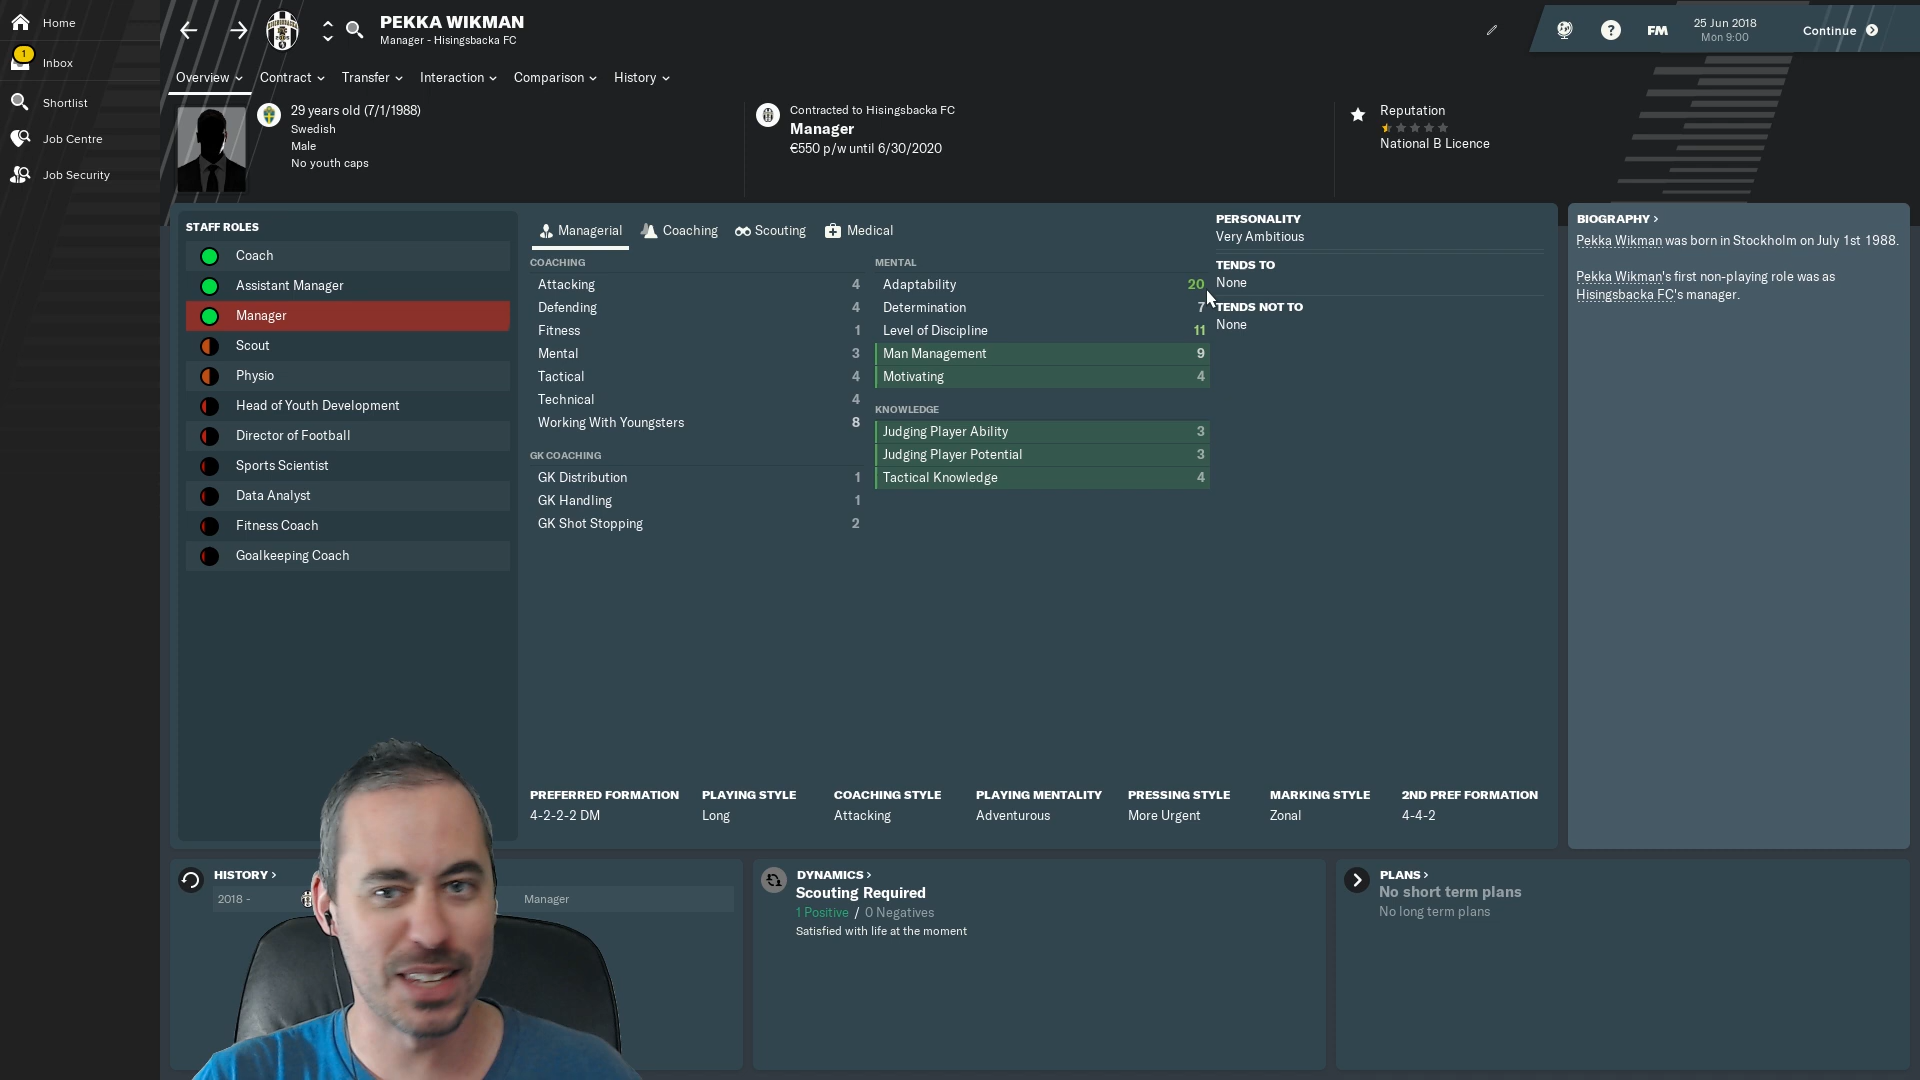 Home
1
Inbox
Shortlist
Job Centre
Job Security
PEKKA WIKMAN
Manager - Hisingsbacka FC
FM
25 Jun 2018
Mon 9:00
Continue
Overview
Contract
Transfer
Interaction
Comparison
History
29 years old (7/1/1988)
Swedish
Male
No youth caps
Contracted to Hisingsbacka FC
Manager
€550 p/w until 6/30/2020
Reputation
National B Licence
STAFF ROLES
Coach
Assistant Manager
Manager
Scout
Physio
Head of Youth Development
Director of Football
Sports Scientist
Data Analyst
Fitness Coach
Goalkeeping Coach
Managerial
Coaching
Scouting
Medical
COACHING
Attacking 4
Defending 4
Fitness 1
Mental 3
Tactical 4
Technical 4
Working With Youngsters 8
GK COACHING
GK Distribution 1
GK Handling 1
GK Shot Stopping 2
MENTAL
Adaptability 20
Determination 7
Level of Discipline 11
Man Management 9
Motivating 4
KNOWLEDGE
Judging Player Ability 3
Judging Player Potential 3
Tactical Knowledge 4
PERSONALITY
Very Ambitious
TENDS TO
None
TENDS NOT TO
None
BIOGRAPHY >
Pekka Wikman was born in Stockholm on July 1st 1988.
Pekka Wikman's first non-playing role was as
Hisingsbacka FC's manager.
PREFERRED FORMATION
4-2-2-2 DM
PLAYING STYLE
Long
COACHING STYLE
Attacking
PLAYING MENTALITY
Adventurous
PRESSING STYLE
More Urgent
MARKING STYLE
Zonal
2ND PREF FORMATION
4-4-2
HISTORY >
2018 -
Manager
DYNAMICS >
Scouting Required
1 Positive / 0 Negatives
Satisfied with life at the moment
PLANS >
No short term plans
No long term plans